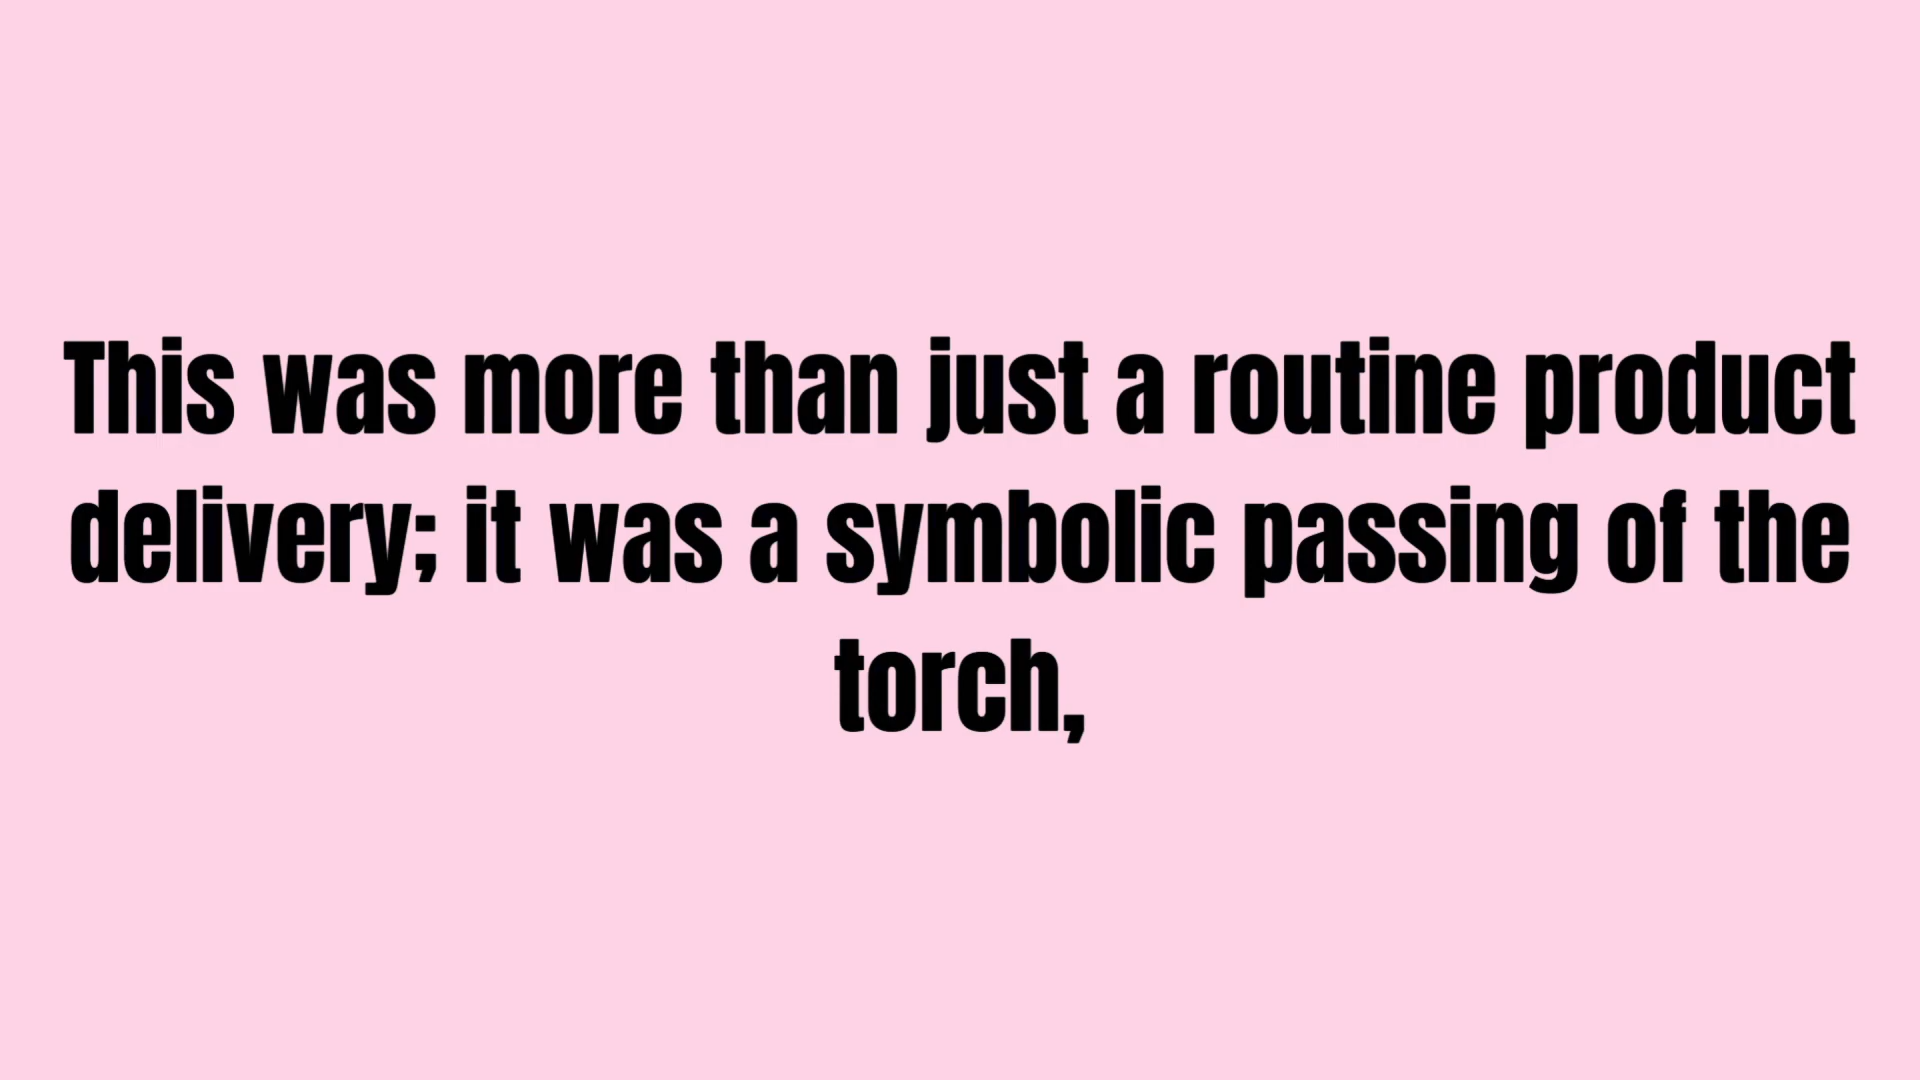 This was more than just a routine product
delivery; it was a symbolic passing of the
torch,